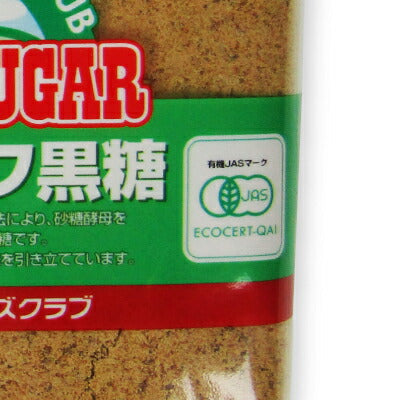 UB
UGAR
フ黒糖
法により、砂糖酵母を
糖です。
を引き立てています。
ズクラブ
有機JASマーク
JAS
ECOCERT-QAI